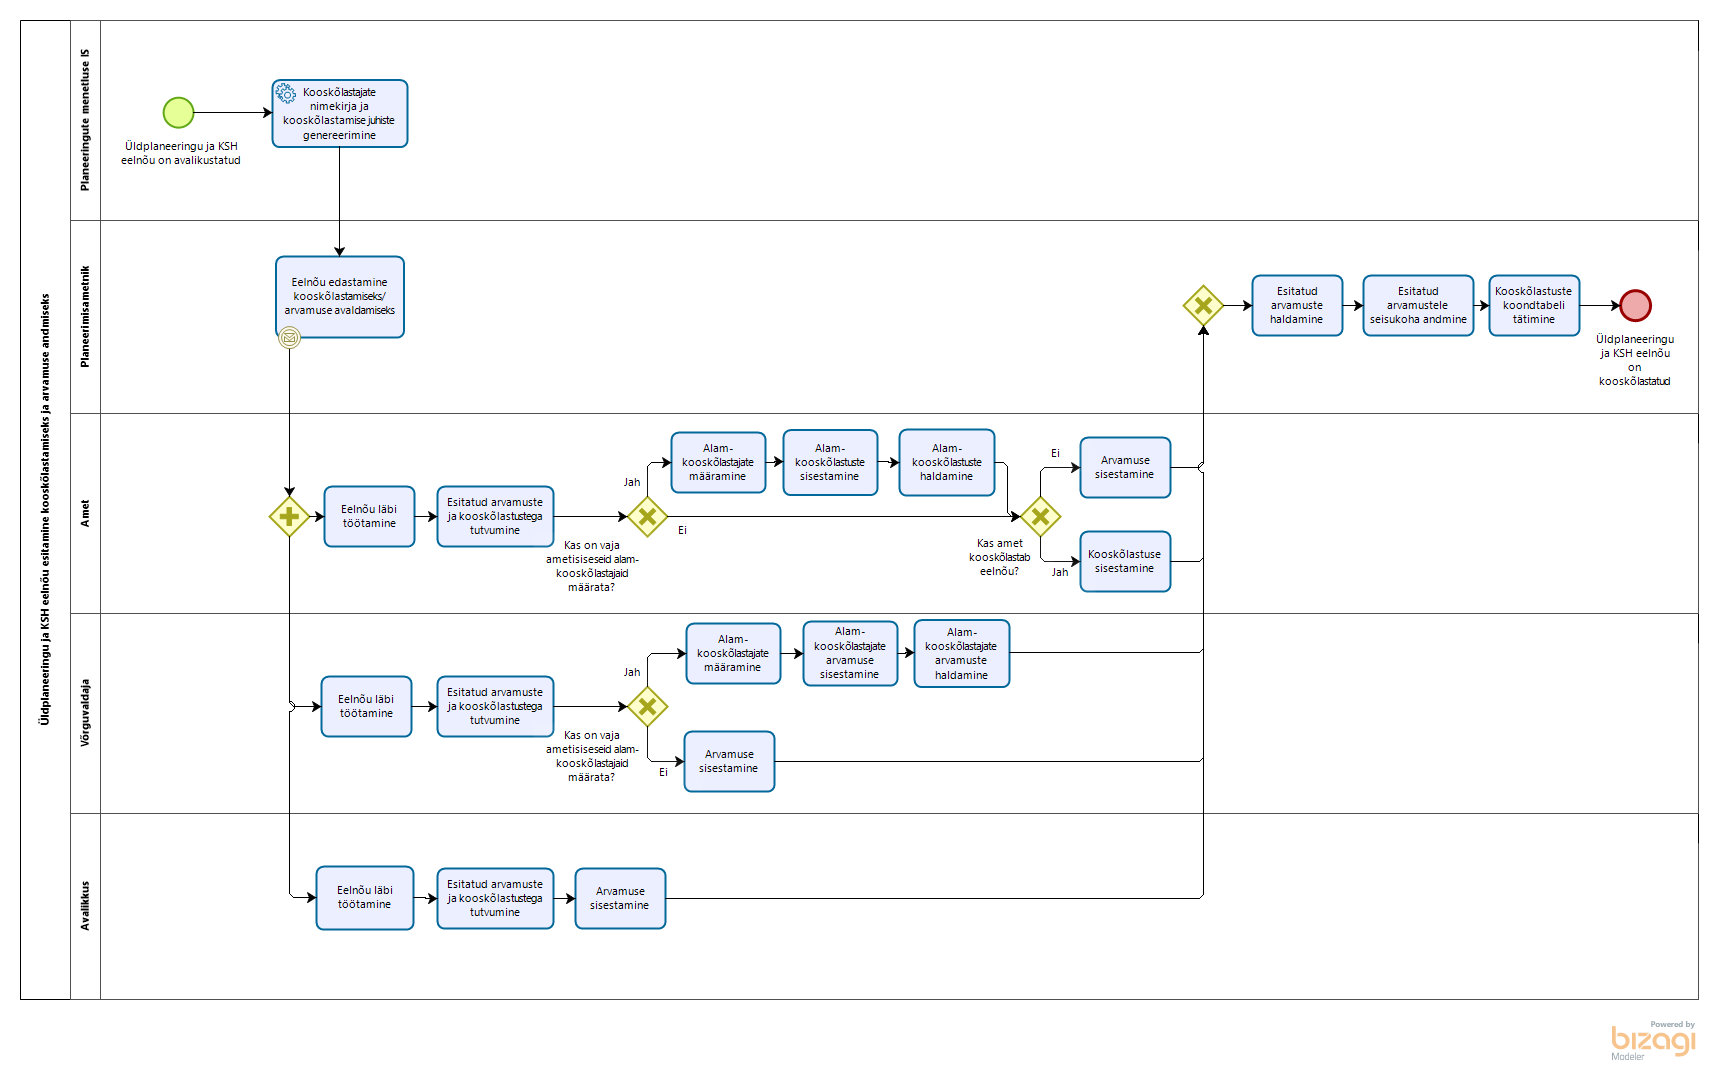 Üldplaneeringu ja KSH eelnõu esitamine kooskõlastamiseks ja arvamuse andmiseks
Planeeringute menetluse IS
Üldplaneeringu ja KSH
eelnõu on avalikustatud
Kooskõlastajate
nimekirja ja
kooskõlastamise juhiste
genereerimine
Planeerimisametnik
Eelnõu edastamine
kooskõlastamiseks/
arvamuse avaldamiseks
Esitatud
arvamuste
haldamine
Esitatud
arvamustele
seisukoha andmine
Kooskõlastuste
koondtabeli
tätimine
Üldplaneeringu
ja KSH eelnõu
on
kooskõlastatud
Amet
Eelnõu läbi
töötamine
Esitatud arvamuste
ja kooskõlastustega
tutvumine
Kas on vaja
ametisiseseid alam-
kooskõlastajaid
määrata?
Jah
Ei
Alam-
kooskõlastajate
määramine
Alam-
kooskõlastuste
sisestamine
Alam-
kooskõlastuste
haldamine
Kas amet
kooskõlastab
eelnõu?
Ei
Jah
Arvamuse
sisestamine
Kooskõlastuse
sisestamine
Võrguvaldaja
Eelnõu läbi
töötamine
Esitatud arvamuste
ja kooskõlastustega
tutvumine
Kas on vaja
ametisiseseid alam-
kooskõlastajaid
määrata?
Jah
Ei
Alam-
kooskõlastajate
määramine
Alam-
kooskõlastajate
arvamuse
sisestamine
Alam-
kooskõlastajate
arvamuste
haldamine
Arvamuse
sisestamine
Avalikkus
Eelnõu läbi
töötamine
Esitatud arvamuste
ja kooskõlastustega
tutvumine
Arvamuse
sisestamine
Powered by
bizagi
Modeler